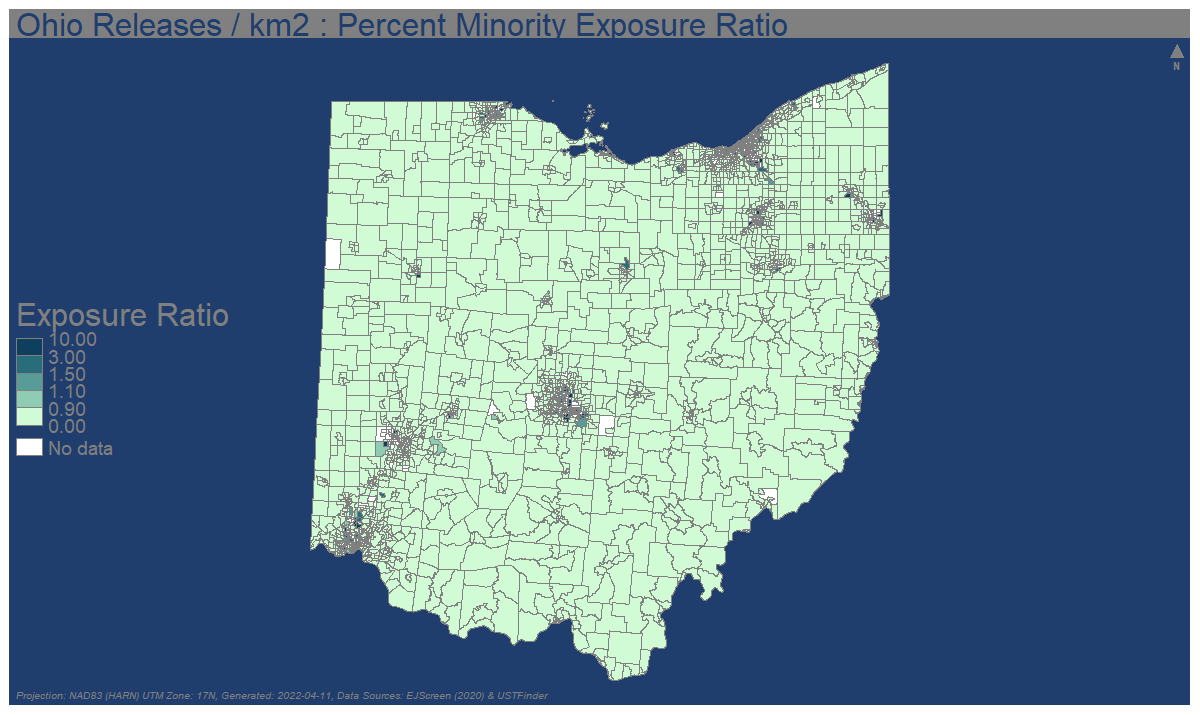 Ohio Releases / km2 : Percent Minority Exposure Ratio
N
Exposure Ratio
10.00
3.00
1.50
1.10
0.90
0.00
No data
Projection: NAD83 (HARN) UTM Zone: 17N, Generated: 2022-04-11, Data Sources: EJScreen (2020) & USTFinder